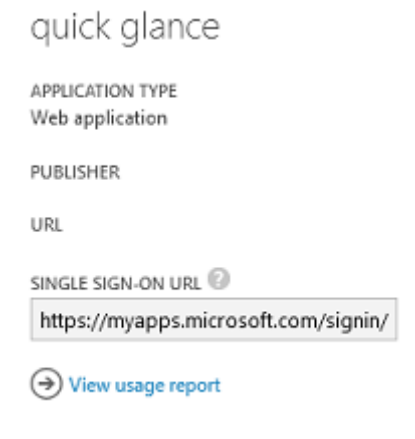 quick glance
APPLICATION TYPE
Web application
PUBLISHER
URL
SINGLE SIGN-ON URL ?
https://myapps.microsoft.com/signin/
View usage report